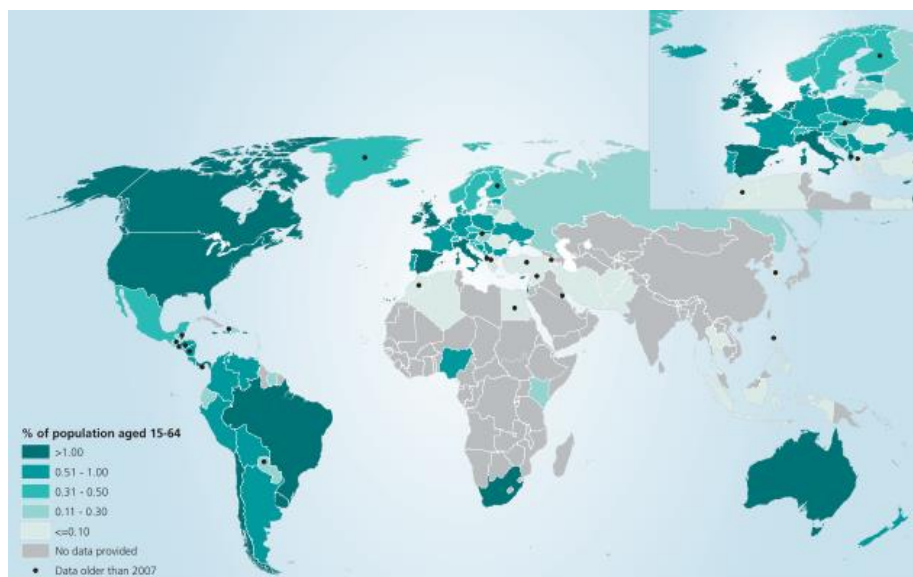 % of population aged 15-64
>1.00
0.51 - 1.00
0.31 - 0.50
0.11 - 0.30
<=0.10
No data provided
Data older than 2007